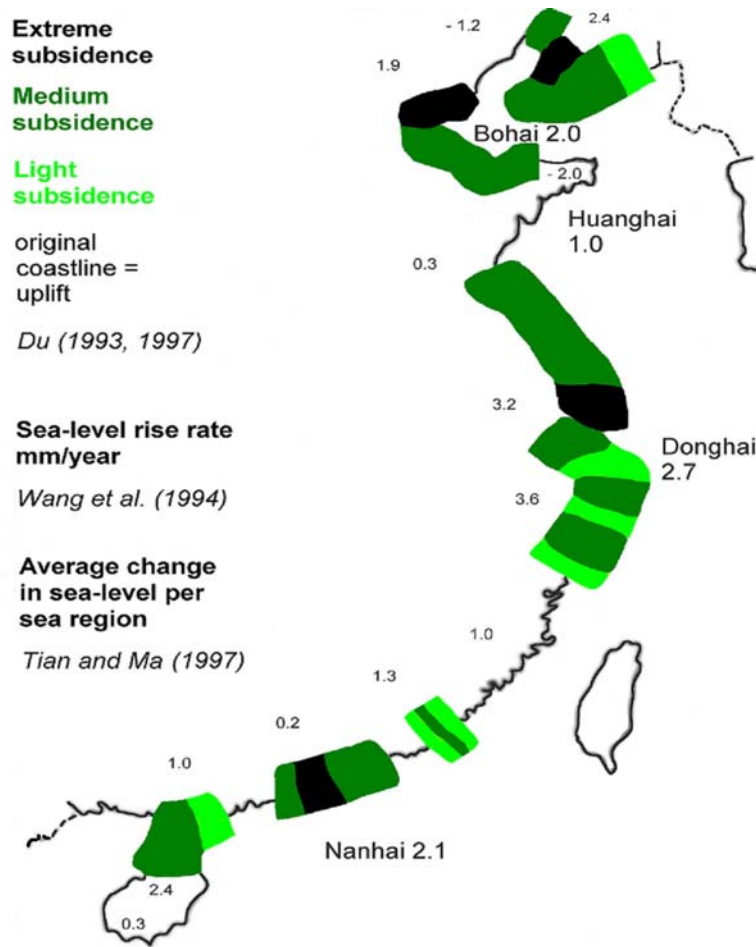 Extreme
subsidence
Medium
subsidence
Light
subsidence
original
coastline =
uplift
Du (1993, 1997)
Sea-level rise rate
mm/year
Wang et al. (1994)
Average change
in sea-level per
sea region
Tian and Ma (1997)
- 1.2
2.4
1.9
Bohai 2.0
- 2.0
Huanghai
1.0
0.3
3.2
Donghai
2.7
3.6
1.0
1.3
0.2
1.0
Nanhai 2.1
2.4
0.3